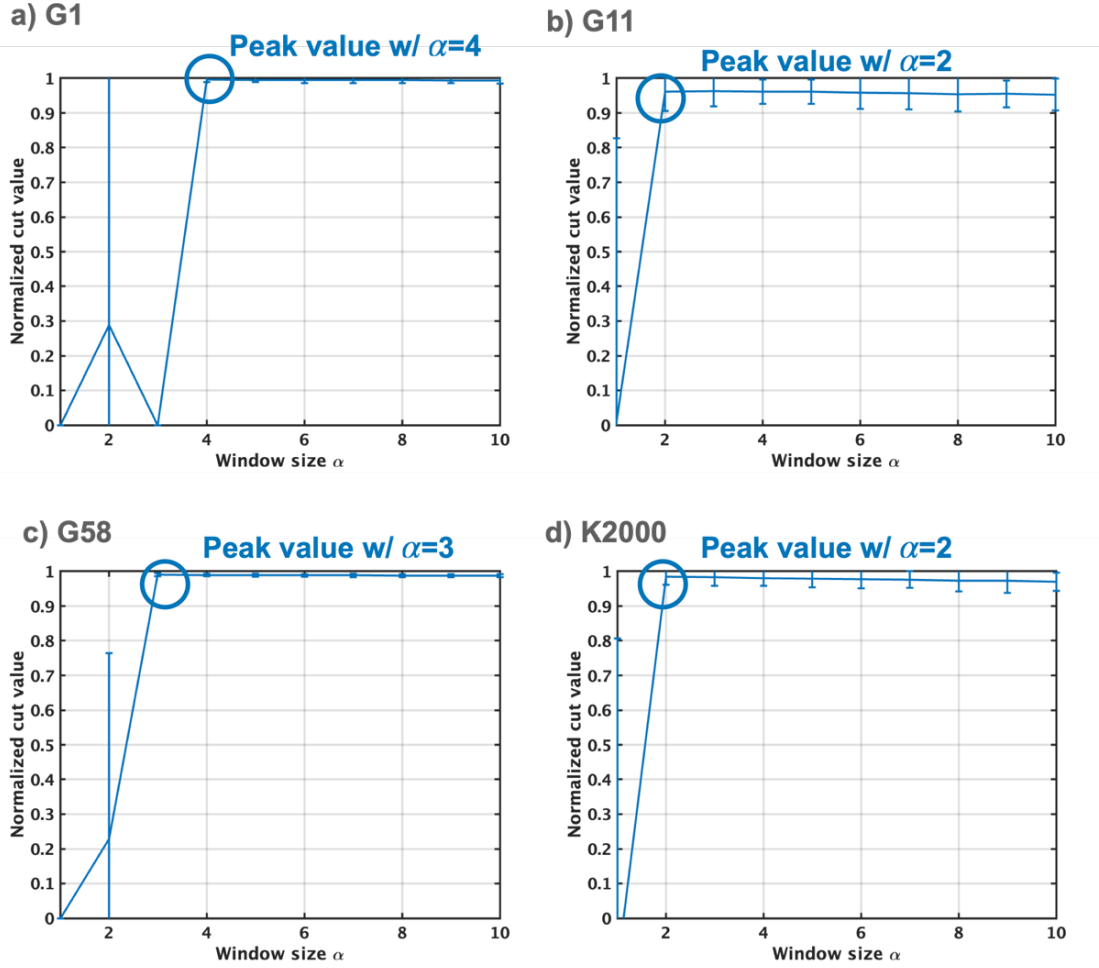 a) G1
Peak value w/ α=4
1
0.9
0.8
0.7
0.6
0.5
0.4
0.3
0.2
0.1
0
Normalized cut value
2 4 6 8 10
Window size α
b) G11
Peak value w/ α=2
1
0.9
0.8
0.7
0.6
0.5
0.4
0.3
0.2
0.1
0
Normalized cut value
2 4 6 8 10
Window size α
c) G58
Peak value w/ α=3
1
0.9
0.8
0.7
0.6
0.5
0.4
0.3
0.2
0.1
0
Normalized cut value
2 4 6 8 10
Window size α
d) K2000
Peak value w/ α=2
1
0.9
0.8
0.7
0.6
0.5
0.4
0.3
0.2
0.1
0
Normalized cut value
2 4 6 8 10
Window size α